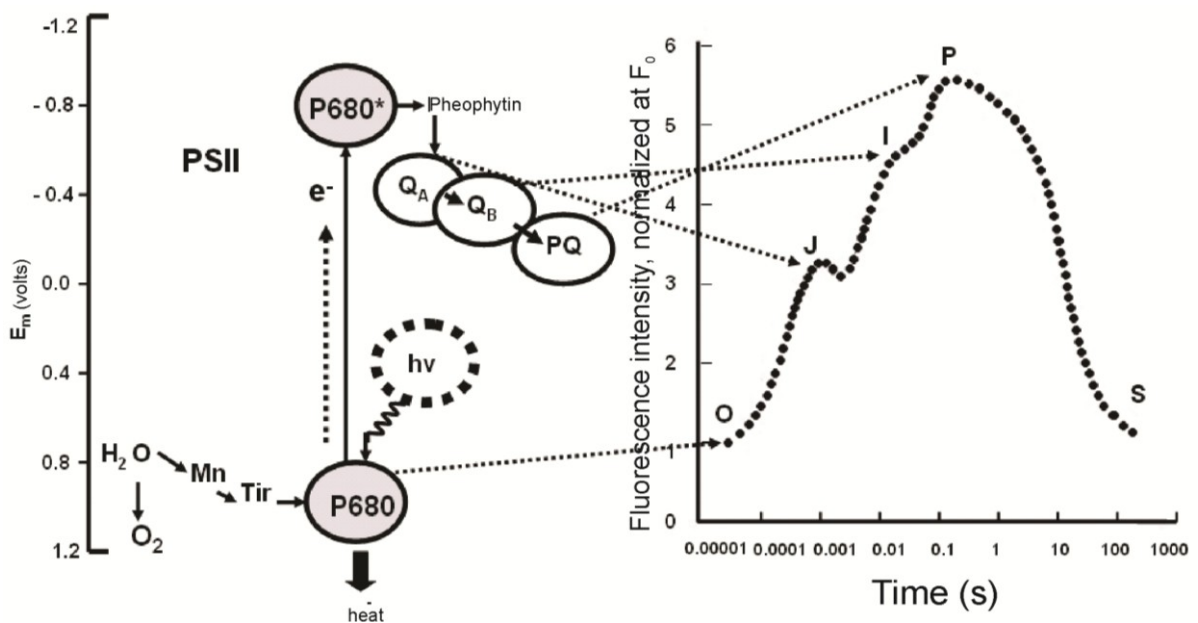 -1.2
- 0.8
- 0.4
0.0
0.4
0.8
1.2
Em (volts)
PSII
P680*
Pheophytin
e-
QA
QB
PQ
hv
H2O
Mn
Tir
P680
O2
heat
Fluorescence intensity, normalized at F0
6
5
4
3
2
1
0
O
J
I
P
S
0.00001 0.0001 0.001 0.01 0.1 1 10 100 1000
Time (s)